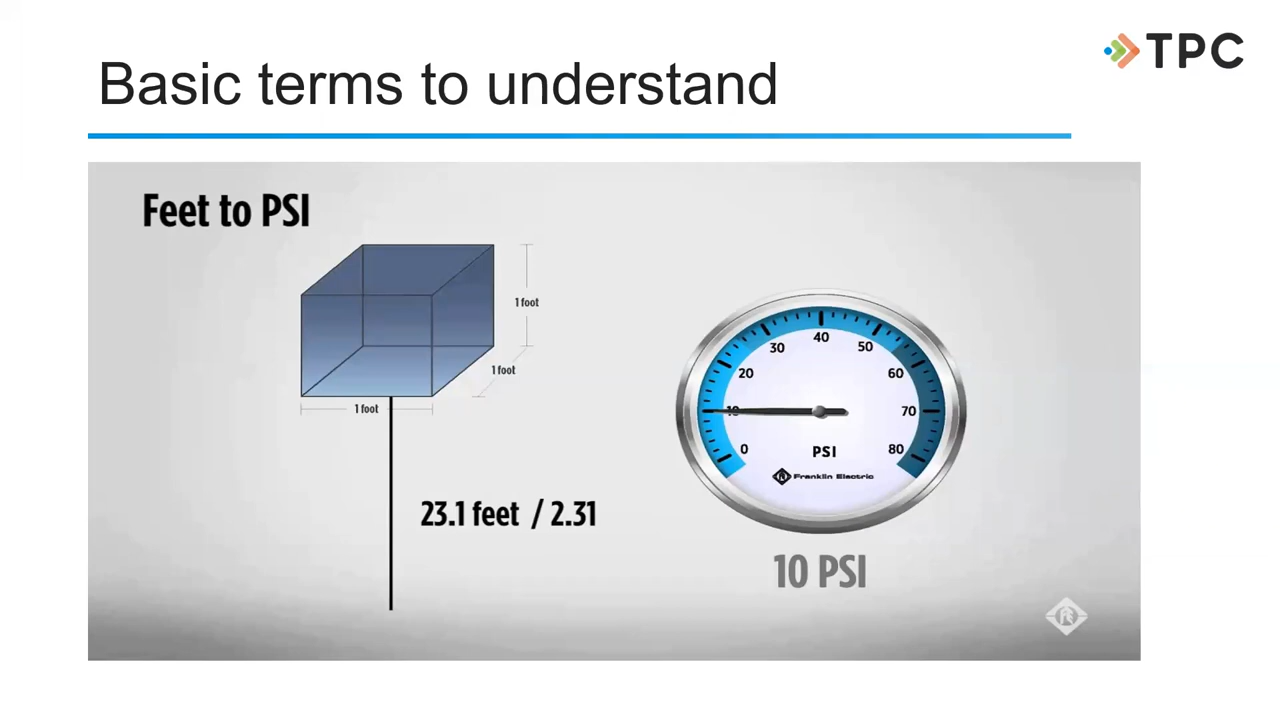 TPC
Basic terms to understand
Feet to PSI
1 foot
1 foot
1 foot
23.1 feet / 2.31
0
10
20
30
40
50
60
70
80
PSI
Franklin Electric
10 PSI